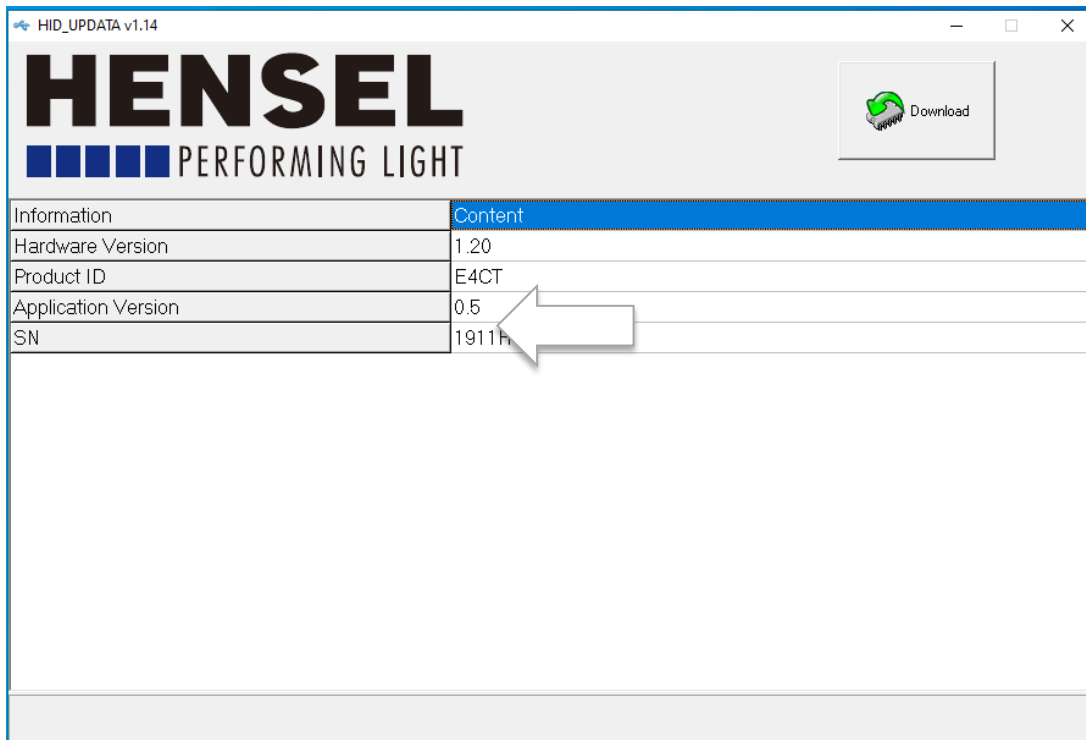 HID_UPDATA v1.14
HENSEL
PERFORMING LIGHT
Download
Information Content
Hardware Version 1.20
Product ID E4CT
Application Version 0.5
SN